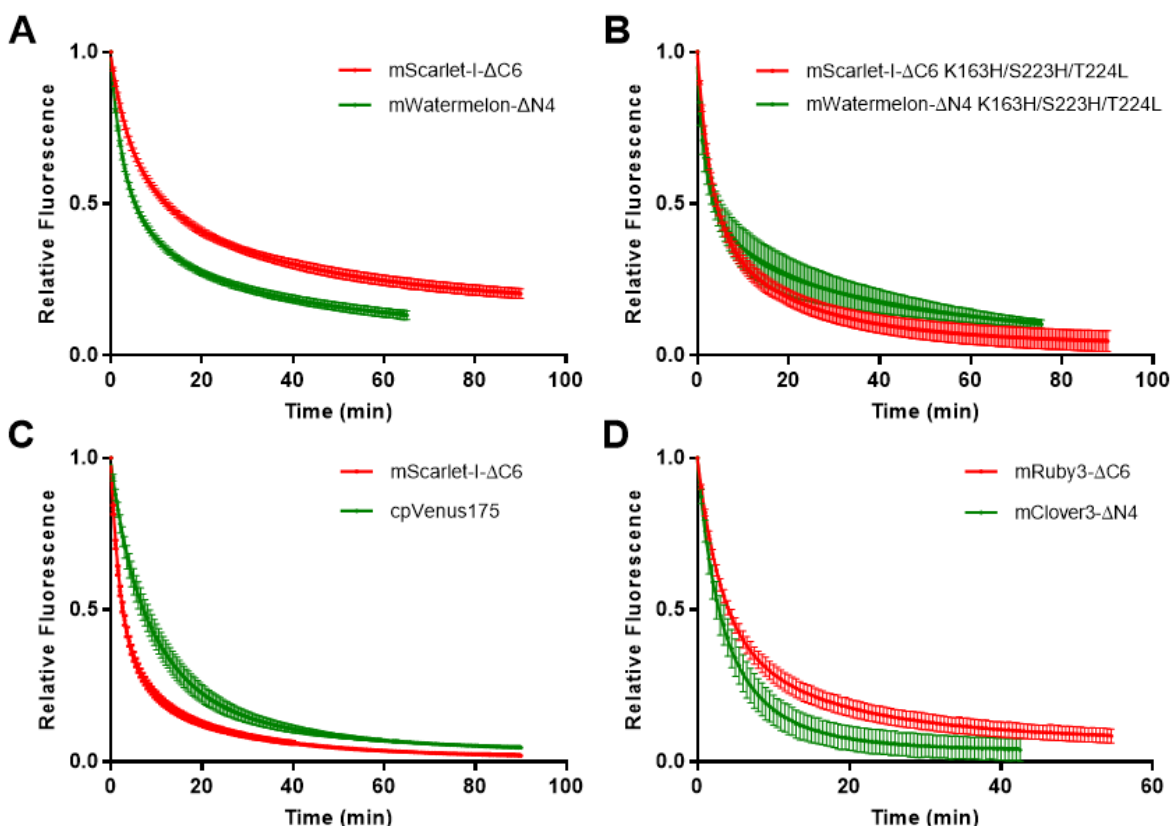 A
1.0
0.5
0.0
Relative Fluorescence
mScarlet-I-ΔC6
mWatermelon-ΔN4
0 20 40 60 80 100
Time (min)
B
1.0
0.5
0.0
Relative Fluorescence
mScarlet-I-ΔC6 K163H/S223H/T224L
mWatermelon-ΔN4 K163H/S223H/T224L
0 20 40 60 80 100
Time (min)
C
1.0
0.5
0.0
Relative Fluorescence
mScarlet-I-ΔC6
cpVenus175
0 20 40 60 80 100
Time (min)
D
1.0
0.5
0.0
Relative Fluorescence
mRuby3-ΔC6
mClover3-ΔN4
0 20 40 60
Time (min)